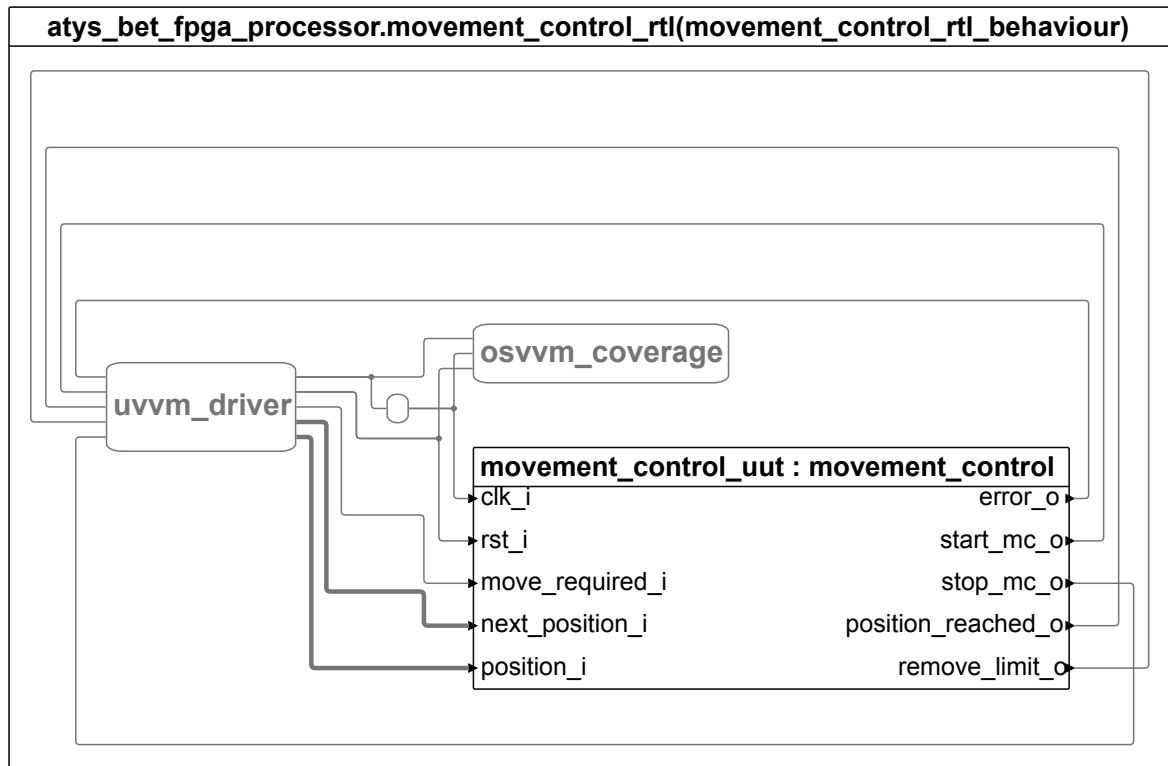 atys_bet_fpga_processor.movement_control_rtl(movement_control_rtl_behaviour)
osvvm_coverage
uvvm_driver
movement_control_uut : movement_control
clk_i error_o
rst_i start_mc_o
move_required_i stop_mc_o
next_position_i position_reached_o
position_i remove_limit_o